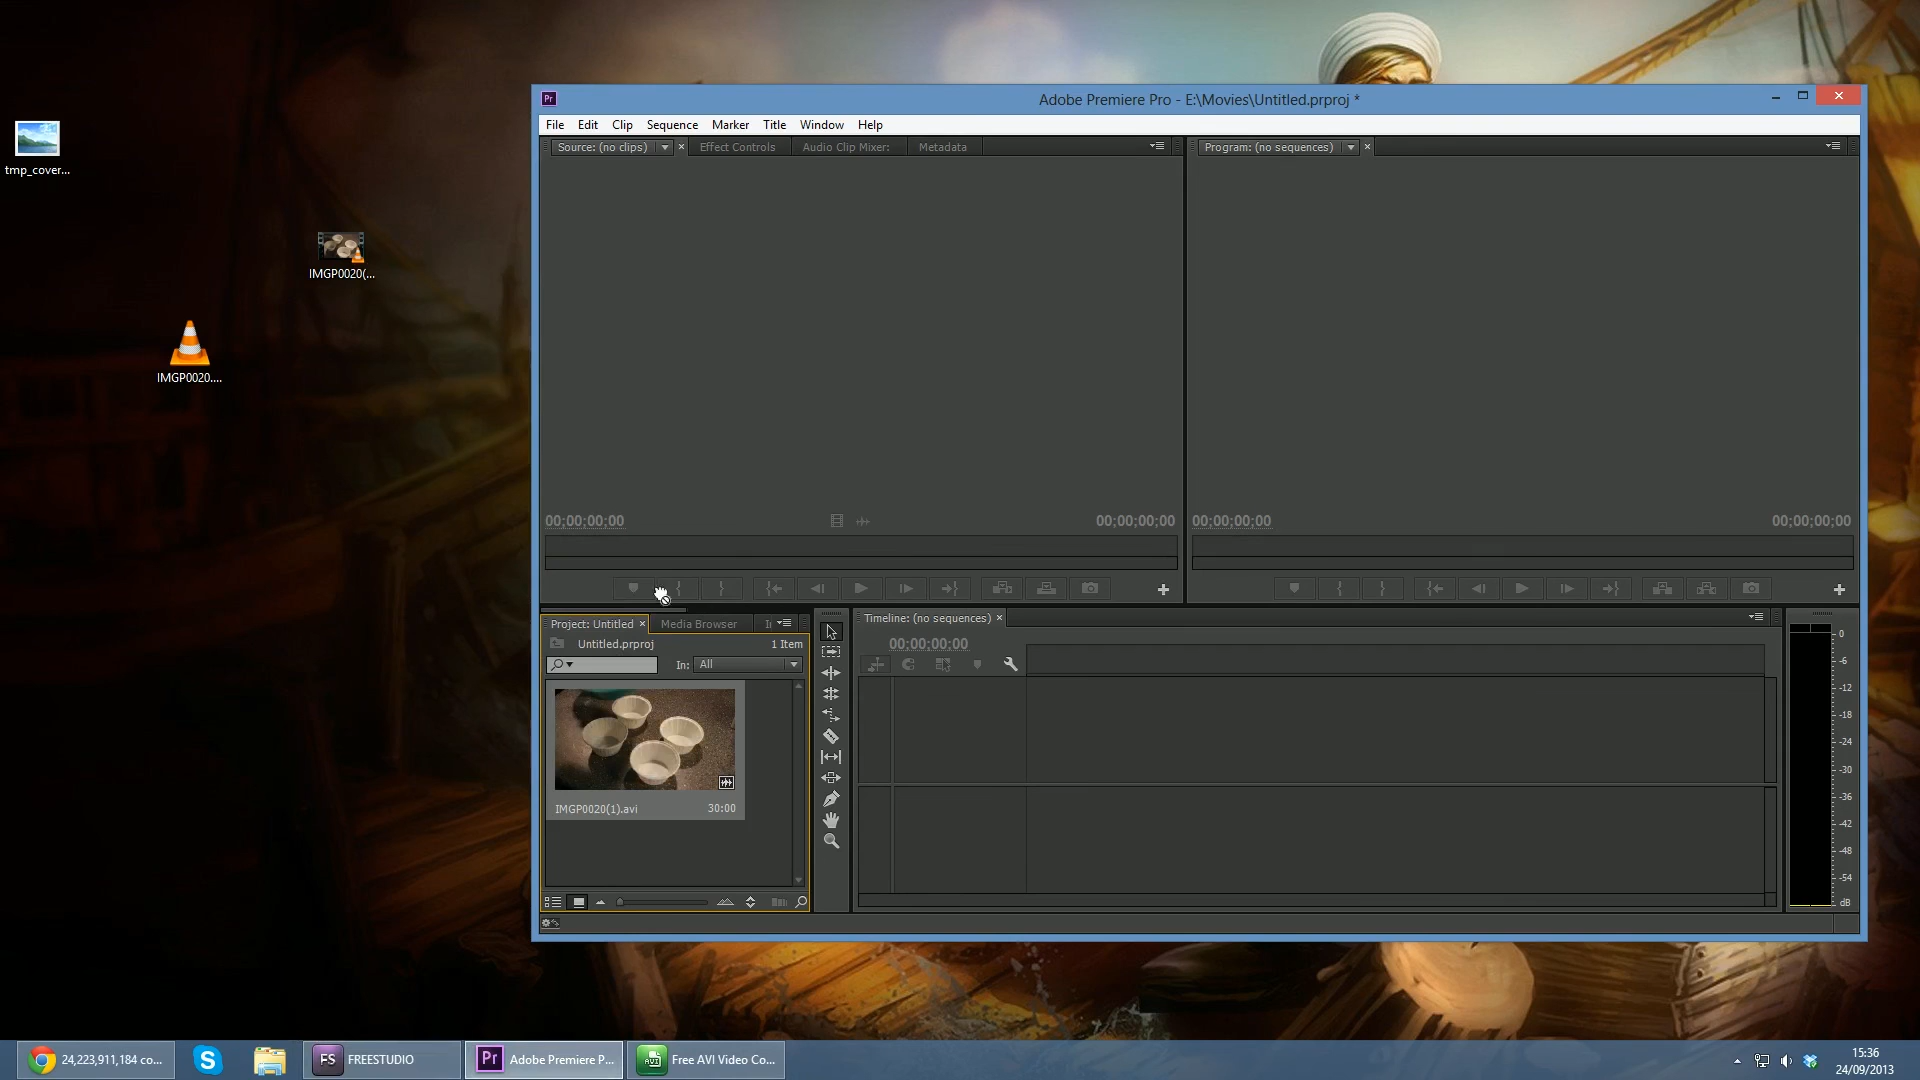 Pr
Adobe Premiere Pro - E:\Movies\Untitled.prproj *
File Edit Clip Sequence Marker Title Window Help
Source: (no clips) Effect Controls Audio Clip Mixer: Metadata
Program: (no sequences)
tmp_cover...
IMGP0020(...
IMGP0020....
00;00;00;00
00;00;00;00
00;00;00;00
00;00;00;00
Project: Untitled
Media Browser
Timeline: (no sequences)
Untitled.prproj
1 Item
In: All
00;00;00;00
IMGP0020(1).avi
30:00
0
-6
-12
-18
-24
-30
-36
-42
-48
-54
dB
24,223,911,184 co...
FS
FREESTUDIO
Pr
Adobe Premiere P...
AVI
Free AVI Video Co...
15:36
24/09/2013